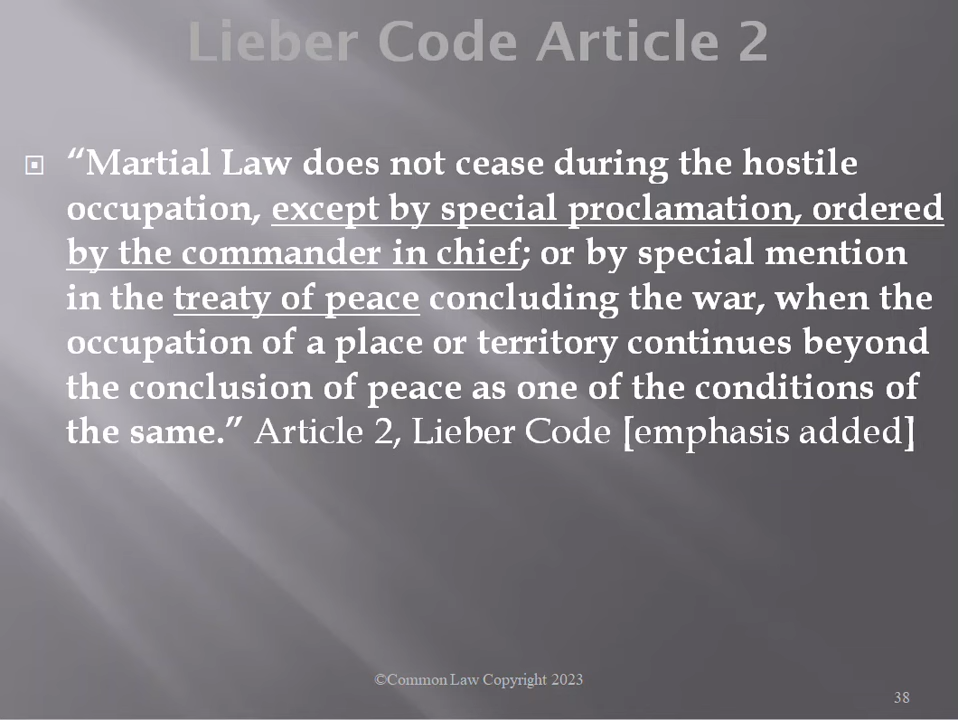 Lieber Code Article 2
“Martial Law does not cease during the hostile
occupation, except by special proclamation, ordered
by the commander in chief; or by special mention
in the treaty of peace concluding the war, when the
occupation of a place or territory continues beyond
the conclusion of peace as one of the conditions of
the same.” Article 2, Lieber Code [emphasis added]
©Common Law Copyright 2023
38